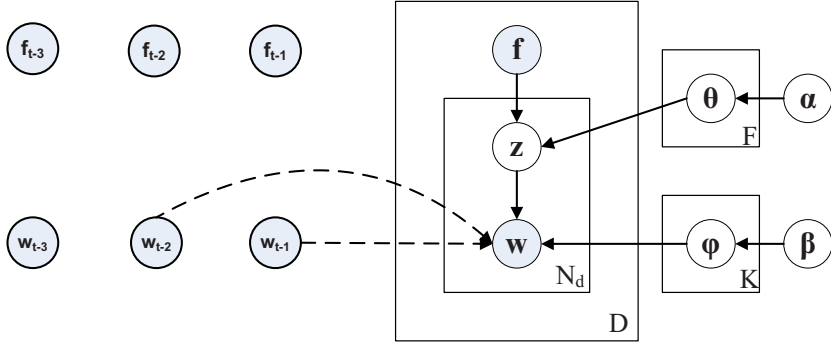 f_{t-3} f_{t-2} f_{t-1} f
θ α
F
z
w_{t-3} w_{t-2} w_{t-1} w φ β
N_d K
D